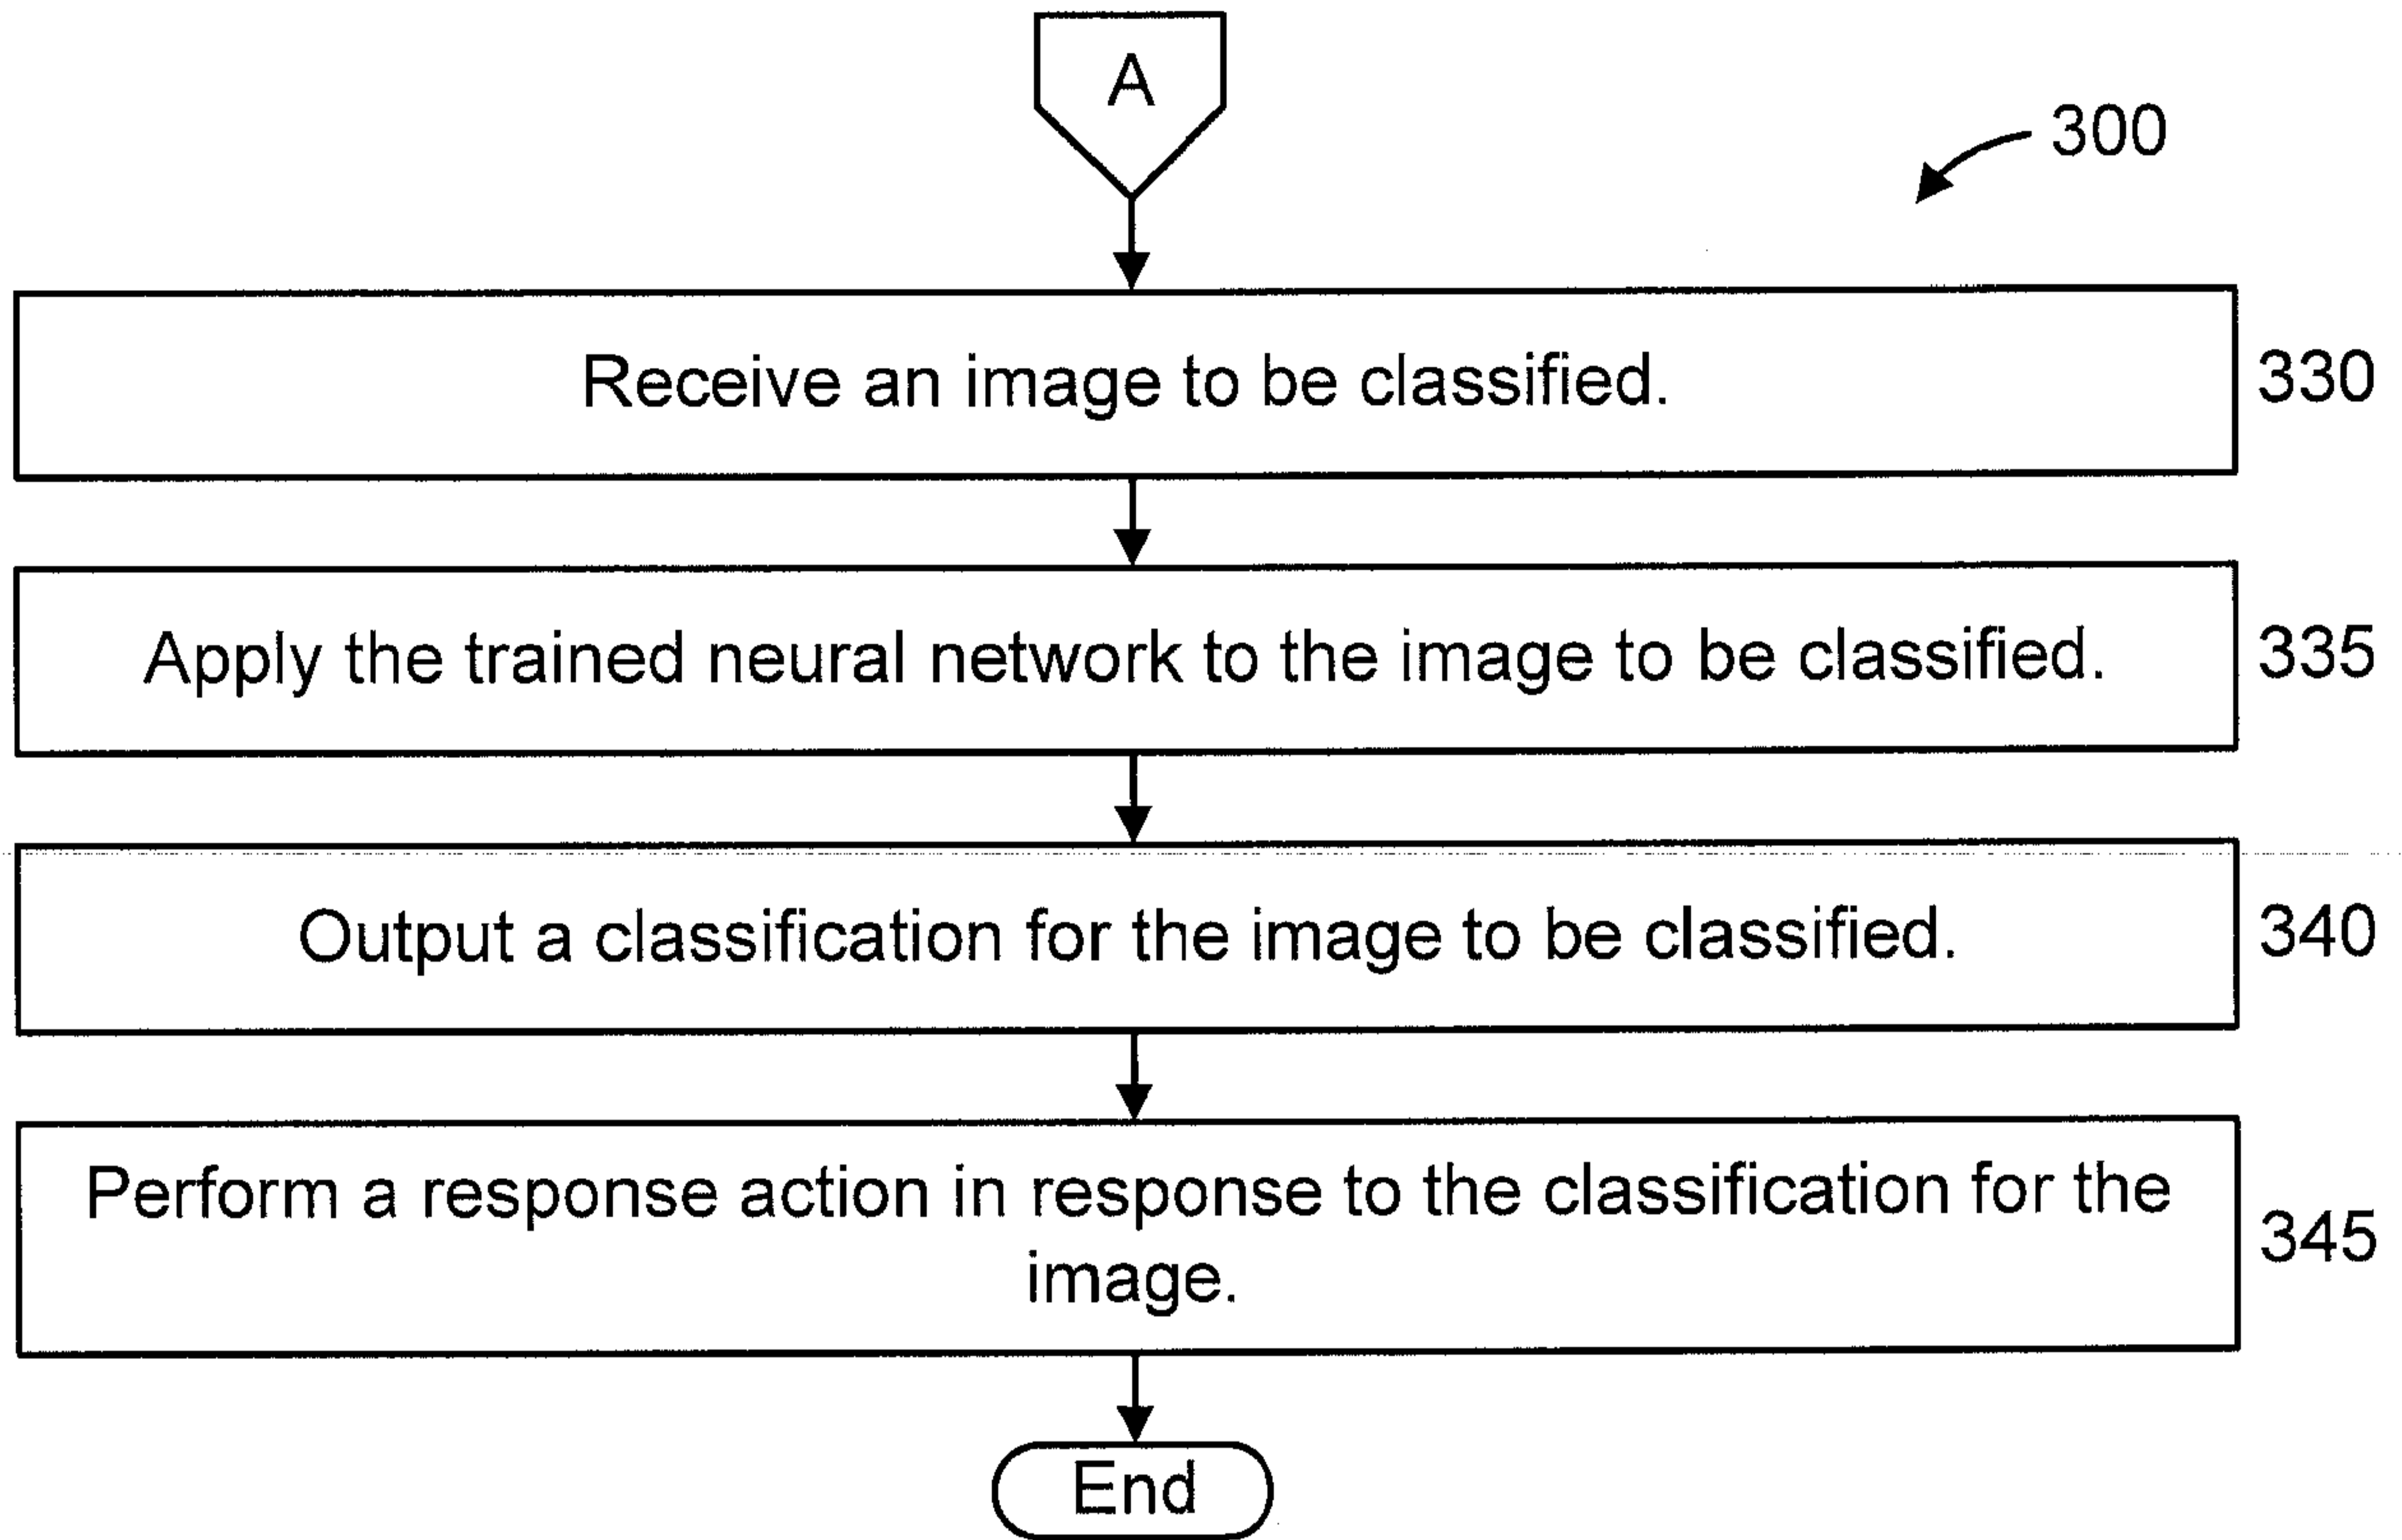 A
300
Receive an image to be classified.
330
Apply the trained neural network to the image to be classified.
335
Output a classification for the image to be classified.
340
Perform a response action in response to the classification for the
image.
345
End